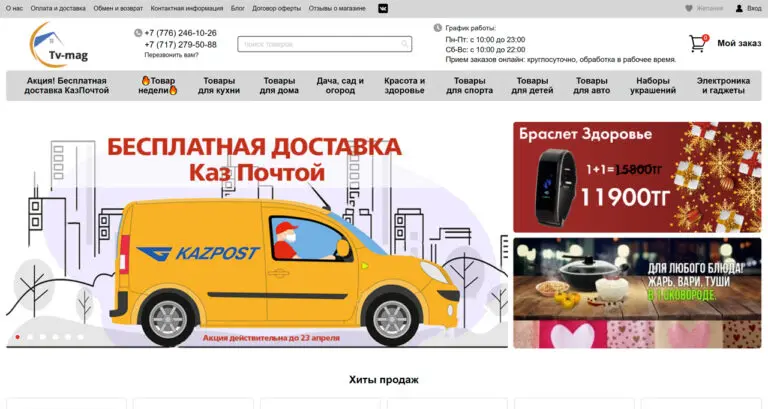 О нас Оплата и доставка Обмен и возврат Контактная информация Блог Договор оферты Отзывы о магазине Желания Вход
Tv-mag
+7 (776) 246-10-26
+7 (717) 279-50-88
Перезвонить вам?
поиск товаров
График работы:
Пн-Пт: с 10:00 до 23:00
Сб-Вс: с 10:00 до 22:00
Прием заказов онлайн: круглосуточно, обработка в рабочее время.
0
Мой заказ
Акция! Бесплатная доставка КазПочтой
Товар недели
Товары для кухни
Товары для дома
Дача, сад и огород
Красота и здоровье
Товары для спорта
Товары для детей
Товары для авто
Наборы украшений
Электроника и гаджеты
БЕСПЛАТНАЯ ДОСТАВКА
Каз Почтой
KAZPOST
Акция действительна до 23 апреля
Браслет Здоровье
1+1=15800тг
11900тг
ДЛЯ ЛЮБОГО БЛЮДА!
ЖАРЬ, ВАРИ, ТУШИ
В 1 СКОВОРОДЕ.
Хиты продаж